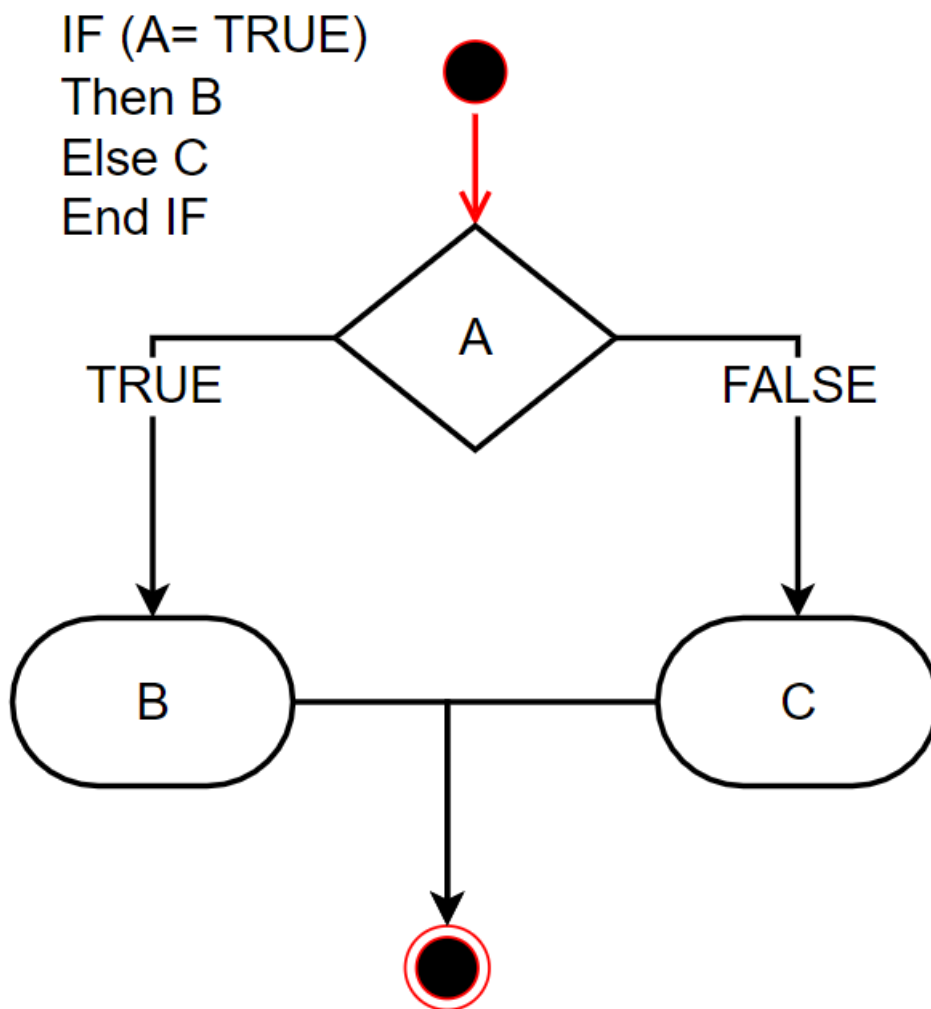 IF (A= TRUE)
Then B
Else C
End IF
A
TRUE
FALSE
B
C